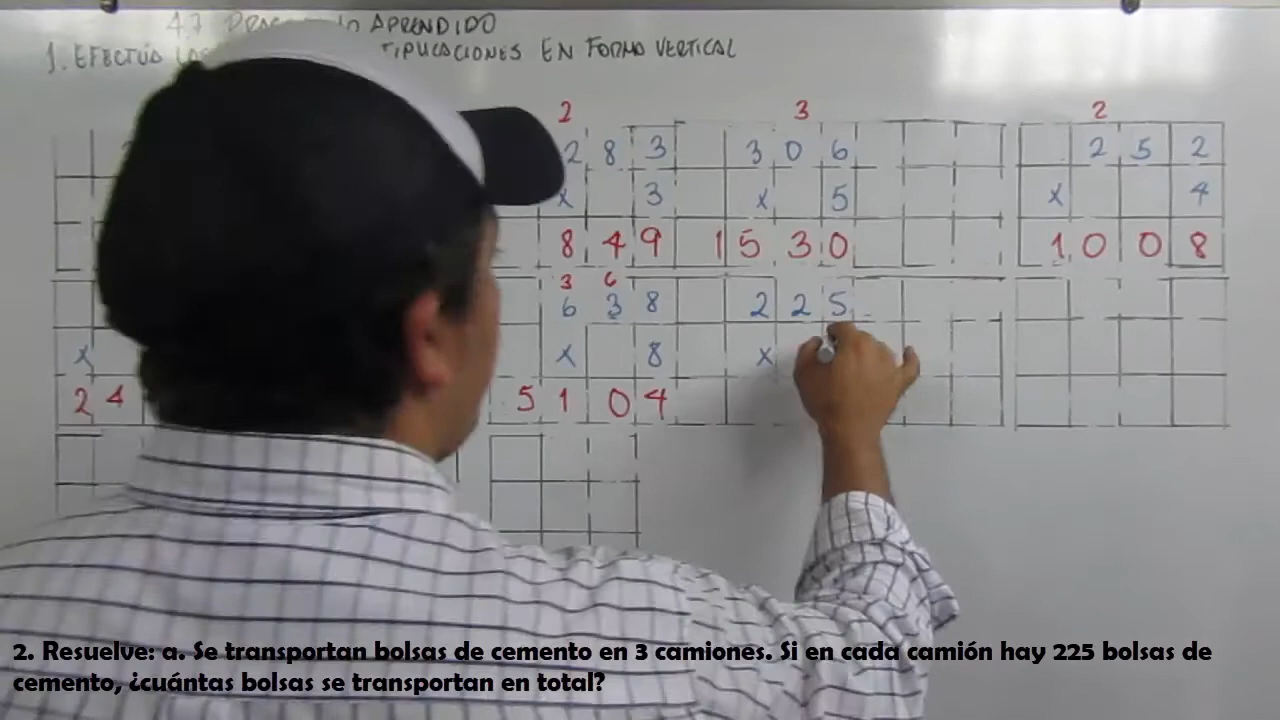 4.7 APRENDIDO
1. EFECTÚA EN FORMA VERTICAL
2 3 2
2 8 3 3 0 6 2 5 2
x 3 x 5 x 4
8 4 9 1 5 3 0 1 0 0 8
3 6
6 3 8 2 2 5
x x 8 x
2 4 5 1 0 4
2. Resuelve: a. Se transportan bolsas de cemento en 3 camiones. Si en cada camión hay 225 bolsas de
cemento, ¿cuántas bolsas se transportan en total?